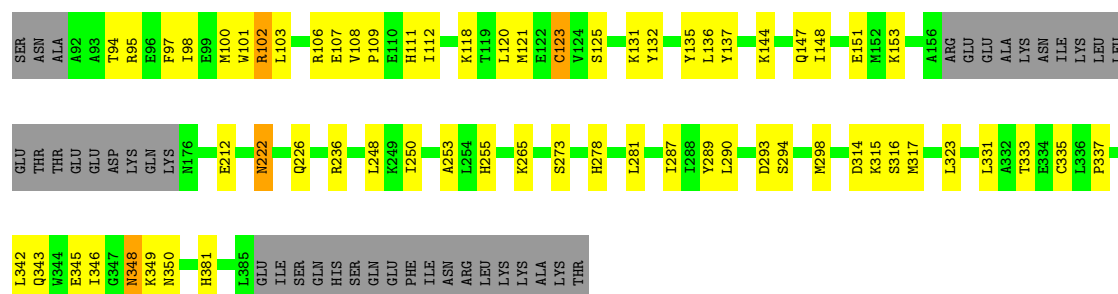 SER ASN ALA A92 A93 T94 R95 E96 F97 I98 E99 M100 W101 R102 L103 R106 E107 V108 P109 E110 H111 I112 K118 T119 L120 M121 E122 C123 V124 S125 K131 Y132 Y135 L136 Y137 K144 Q147 I148 E151 M152 K153 A156 ARG GLU GLU ALA LYS ASN ILE LYS LEU LEU
GLU THR THR GLU GLU ASP LYS GLN LYS N176 E212 N222 Q226 R236 L248 K249 I250 A253 L254 H255 K265 S273 H278 L281 I287 I288 Y289 L290 D293 S294 M298 D314 K315 S316 M317 L323 L331 A332 T333 E334 C335 L336 P337
L342 Q343 W344 E345 I346 G347 N348 K349 N350 H381 L385 GLU ILE SER GLN HIS SER GLN GLU PHE ILE ASN ARG LEU LYS LYS ALA LYS THR